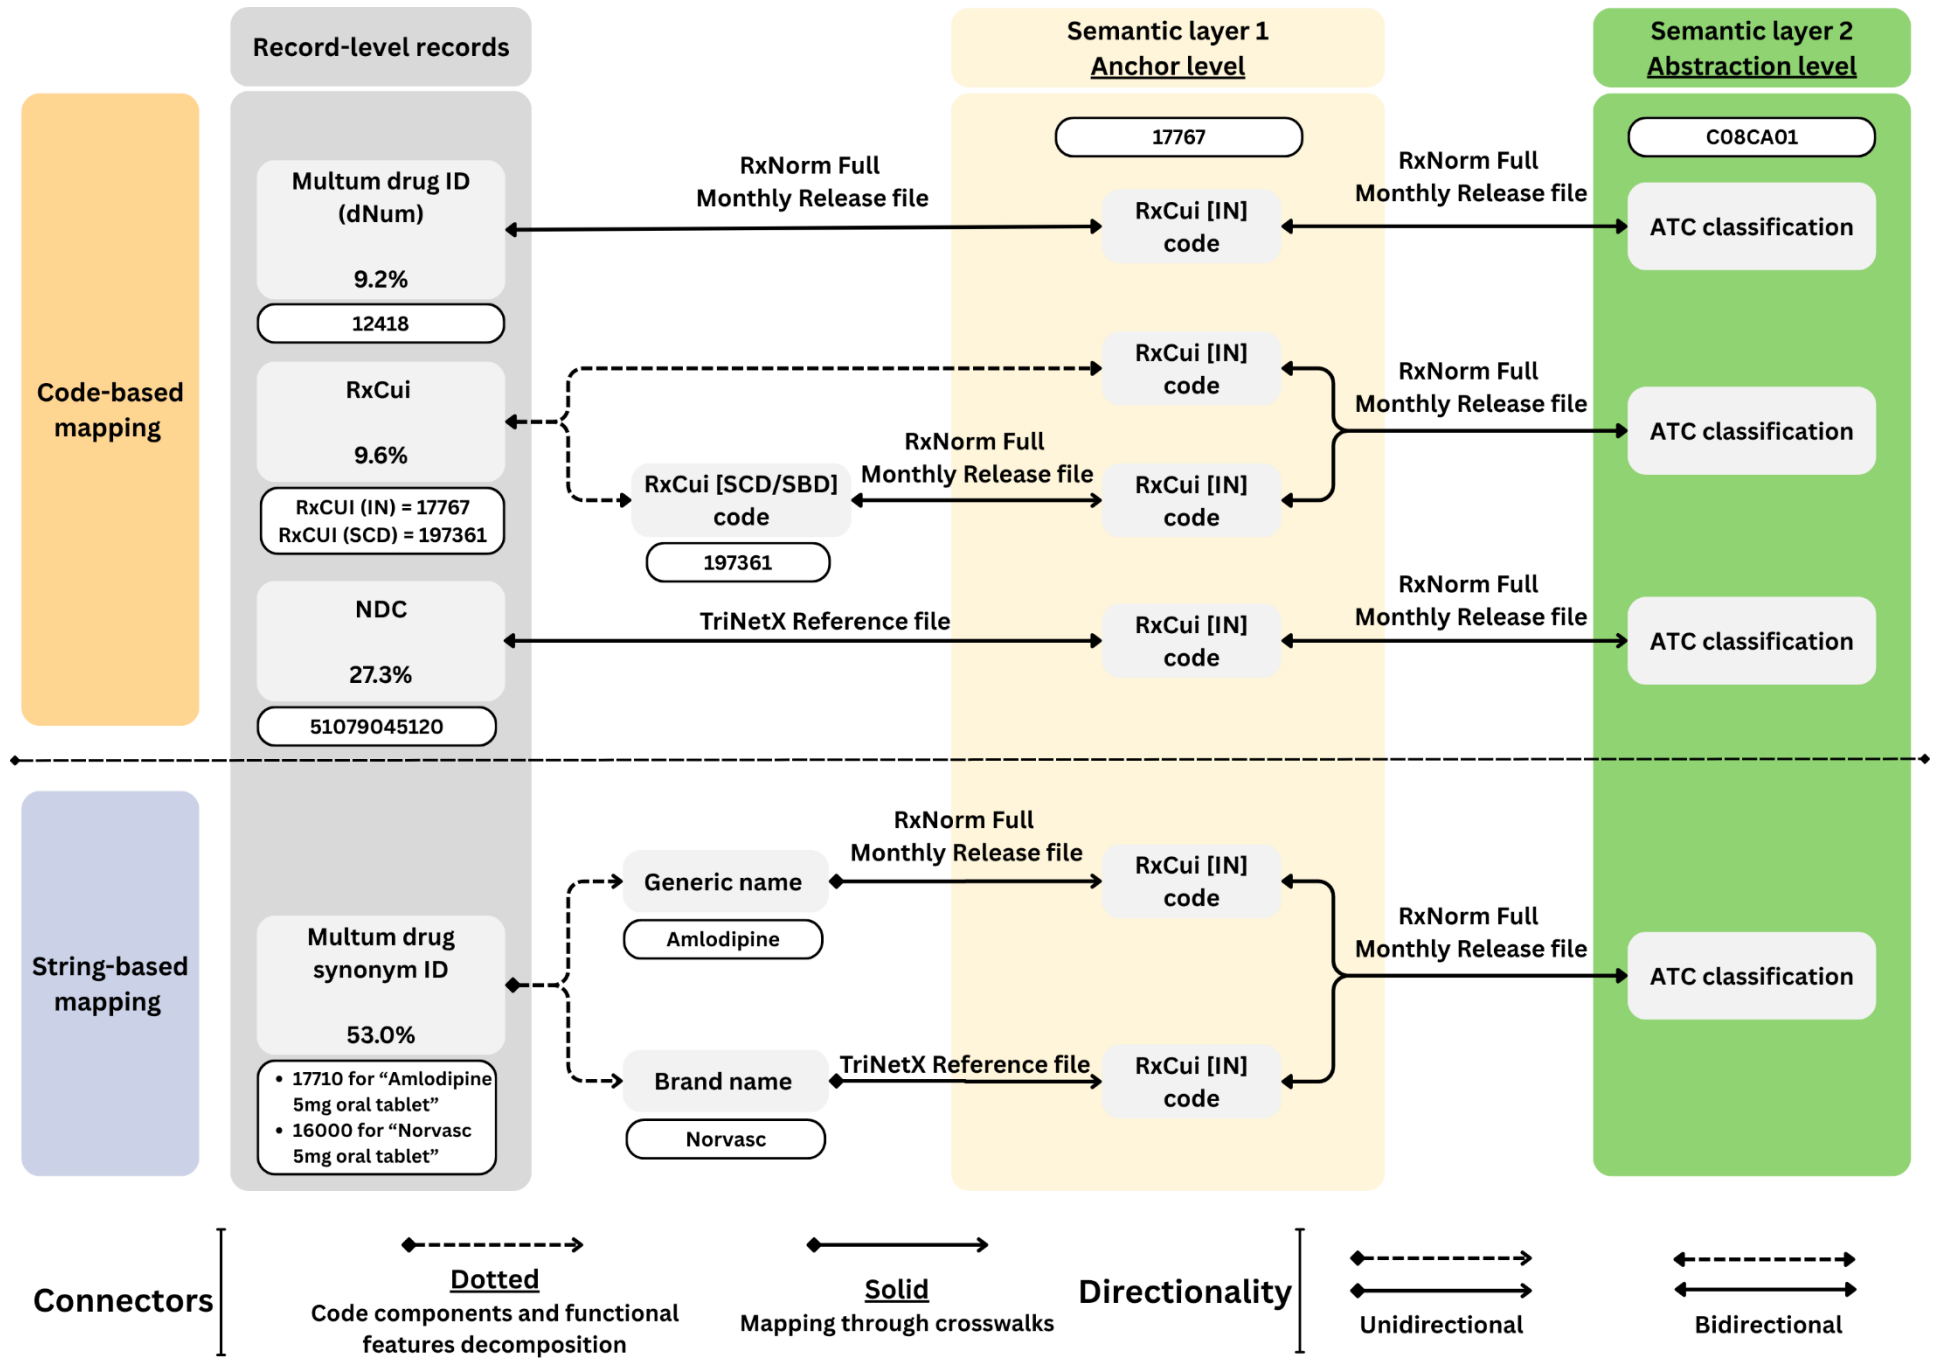 Record-level records
Semantic layer 1
Anchor level
Semantic layer 2
Abstraction level
Code-based
mapping
17767
C08CA01
Multum drug ID
(dNum)
9.2%
12418
RxNorm Full
Monthly Release file
RxCui [IN]
code
RxNorm Full
Monthly Release file
ATC classification
RxCui
9.6%
RxCUI (IN) = 17767
RxCUI (SCD) = 197361
RxCui [IN]
code
RxCui [SCD/SBD]
code
197361
RxNorm Full
Monthly Release file
RxCui [IN]
code
RxNorm Full
Monthly Release file
ATC classification
NDC
27.3%
51079045120
TriNetX Reference file
RxCui [IN]
code
RxNorm Full
Monthly Release file
ATC classification
String-based
mapping
Multum drug
synonym ID
53.0%
• 17710 for “Amlodipine
5mg oral tablet”
• 16000 for “Norvasc
5mg oral tablet”
Generic name
Amlodipine
RxNorm Full
Monthly Release file
RxCui [IN]
code
Brand name
Norvasc
TriNetX Reference file
RxCui [IN]
code
RxNorm Full
Monthly Release file
ATC classification
Connectors
Dotted
Code components and functional
features decomposition
Solid
Mapping through crosswalks
Directionality
Unidirectional
Bidirectional